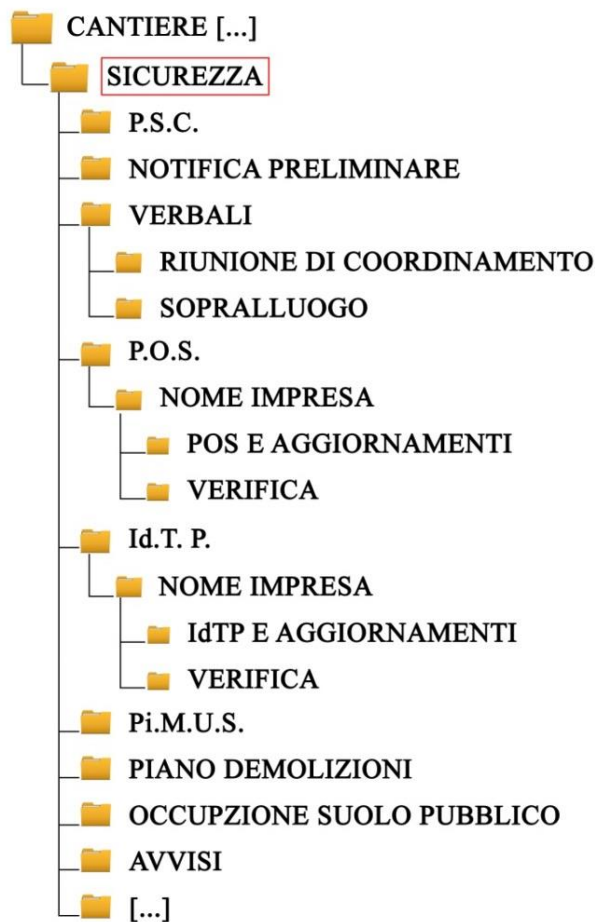 CANTIERE [...]
SICUREZZA
P.S.C.
NOTIFICA PRELIMINARE
VERBALI
RIUNIONE DI COORDINAMENTO
SOPRALLUOGO
P.O.S.
NOME IMPRESA
POS E AGGIORNAMENTI
VERIFICA
Id.T. P.
NOME IMPRESA
IdTP E AGGIORNAMENTI
VERIFICA
Pi.M.U.S.
PIANO DEMOLIZIONI
OCCUPZIONE SUOLO PUBBLICO
AVVISI
[...]